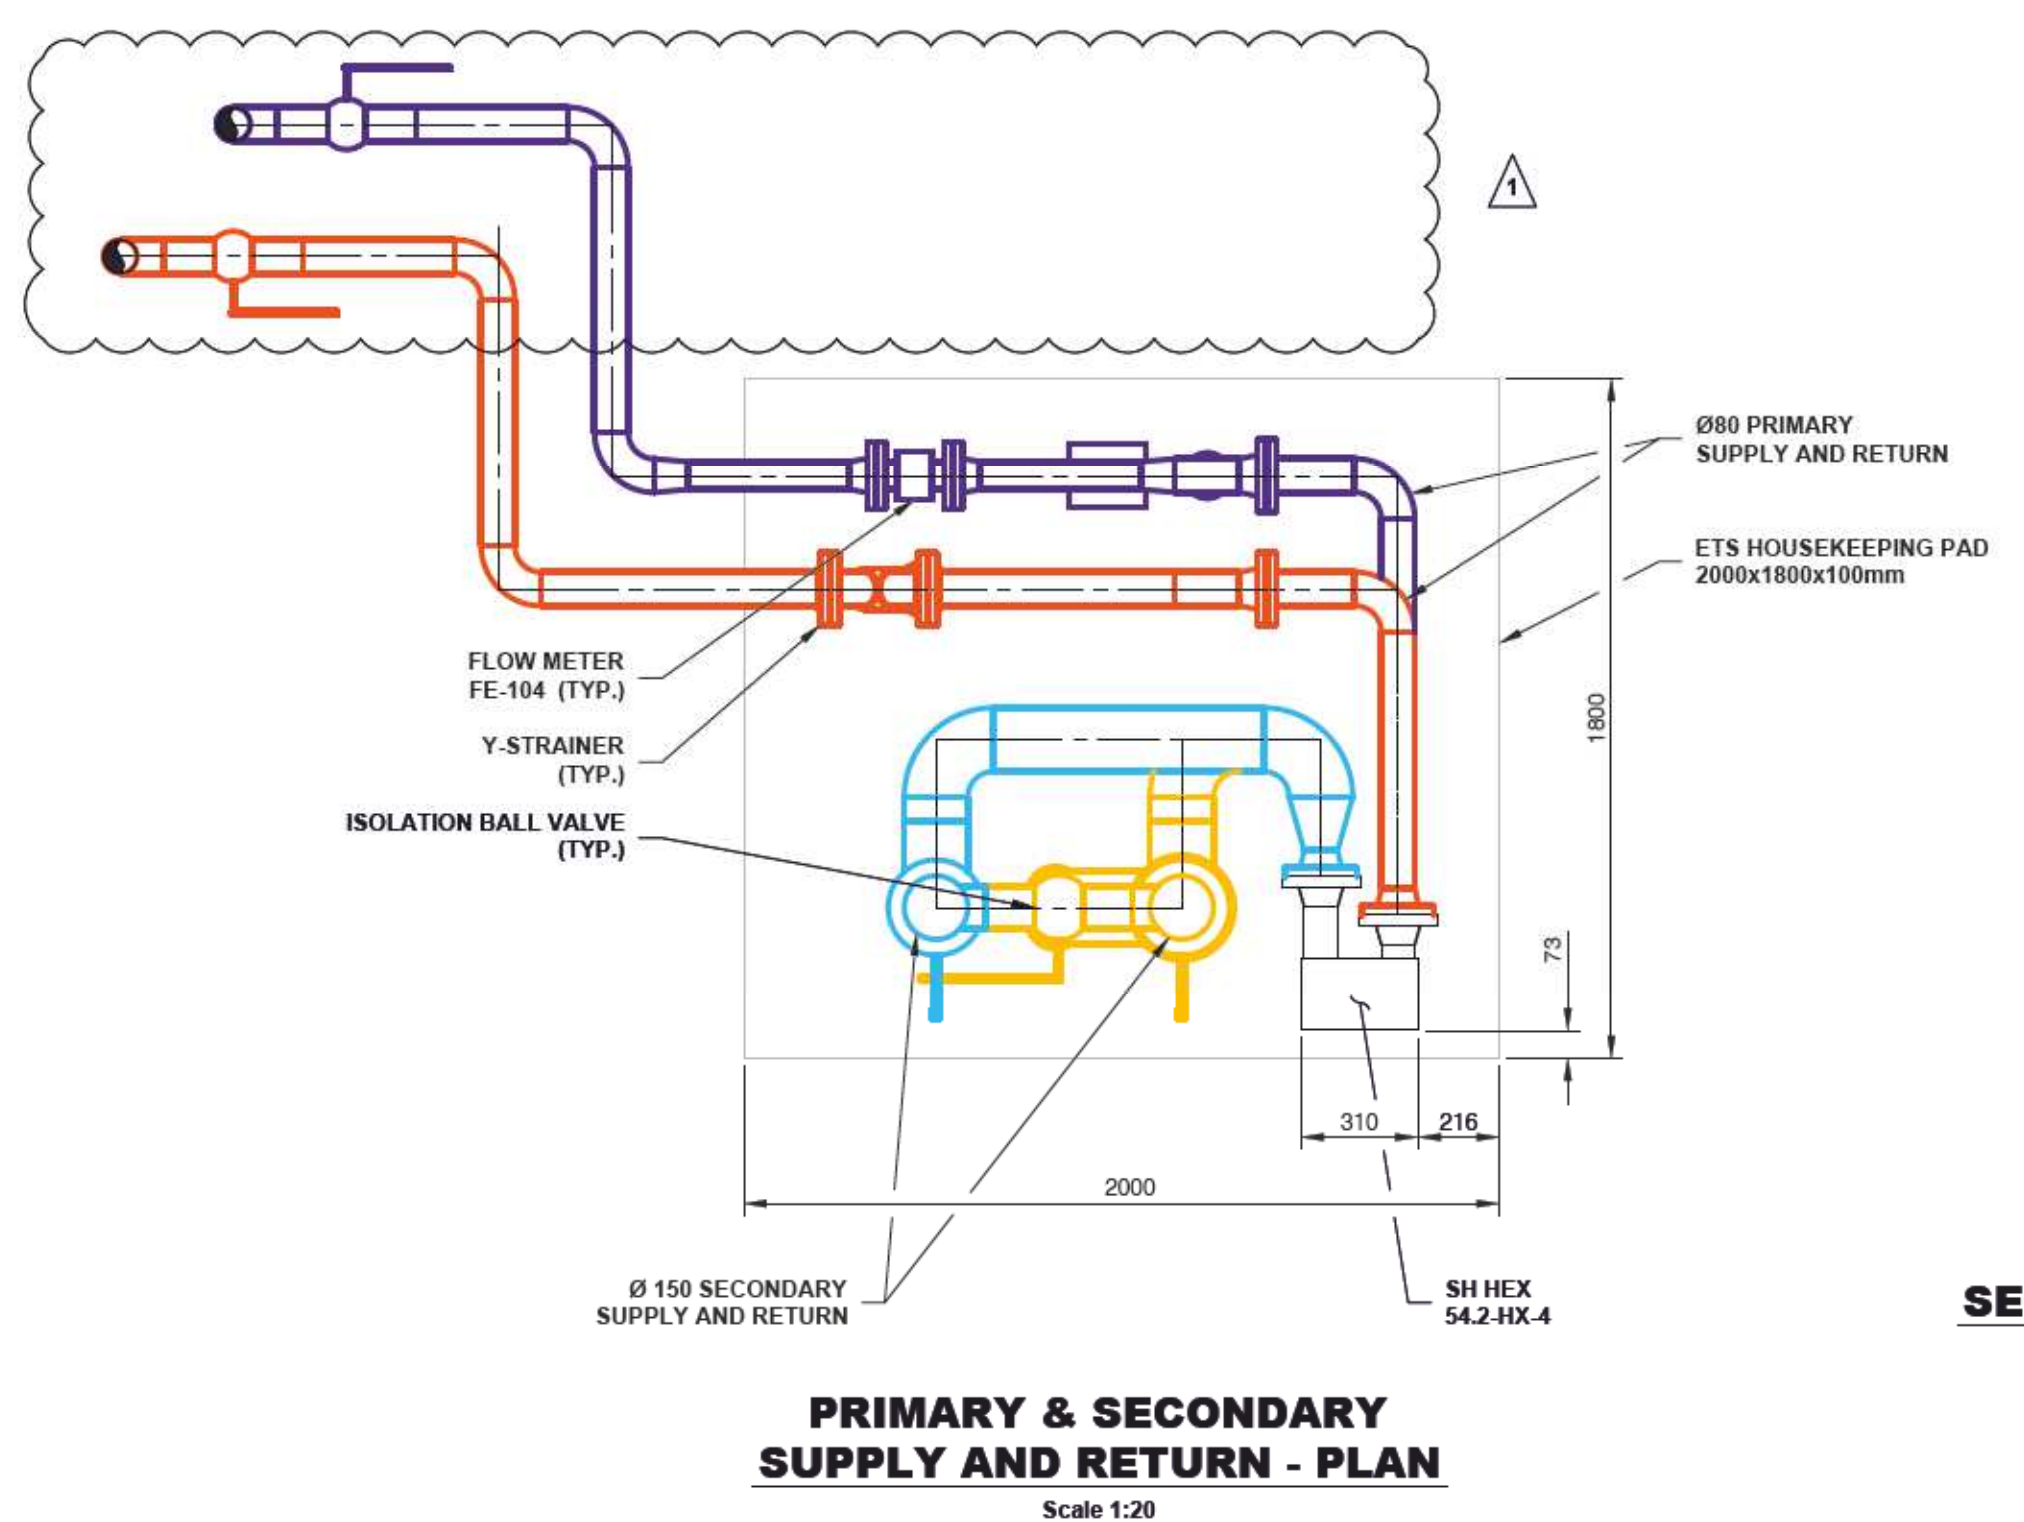 1
Ø80 PRIMARY
SUPPLY AND RETURN
ETS HOUSEKEEPING PAD
2000x1800x100mm
FLOW METER
FE-104 (TYP.)
Y-STRAINER
(TYP.)
ISOLATION BALL VALVE
(TYP.)
1800
73
310
216
2000
Ø 150 SECONDARY
SUPPLY AND RETURN
SH HEX
54.2-HX-4
SE
PRIMARY & SECONDARY
SUPPLY AND RETURN - PLAN
Scale 1:20